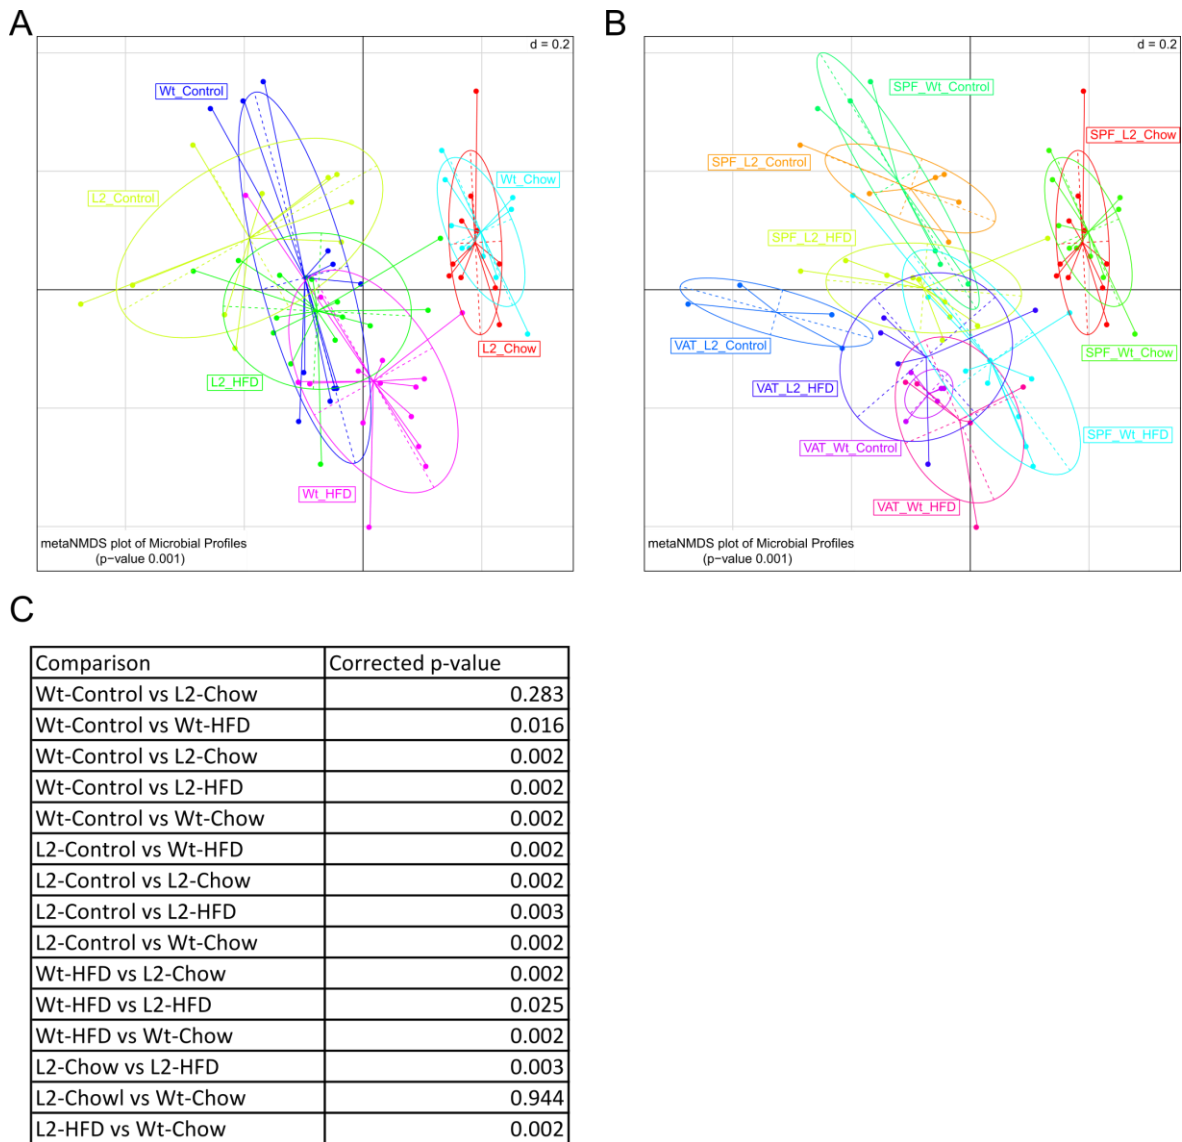 A
d = 0.2
Wt_Control
L2_Control
Wt_Chow
L2_Chow
L2_HFD
Wt_HFD
metaNMDS plot of Microbial Profiles
(p−value 0.001)
B
d = 0.2
SPF_Wt_Control
SPF_L2_Chow
SPF_L2_Control
SPF_L2_HFD
VAT_L2_Control
SPF_Wt_Chow
VAT_L2_HFD
SPF_Wt_HFD
VAT_Wt_Control
VAT_Wt_HFD
metaNMDS plot of Microbial Profiles
(p−value 0.001)
C
Comparison Corrected p-value
Wt-Control vs L2-Chow 0.283
Wt-Control vs Wt-HFD 0.016
Wt-Control vs L2-Chow 0.002
Wt-Control vs L2-HFD 0.002
Wt-Control vs Wt-Chow 0.002
L2-Control vs Wt-HFD 0.002
L2-Control vs L2-Chow 0.002
L2-Control vs L2-HFD 0.003
L2-Control vs Wt-Chow 0.002
Wt-HFD vs L2-Chow 0.002
Wt-HFD vs L2-HFD 0.025
Wt-HFD vs Wt-Chow 0.002
L2-Chow vs L2-HFD 0.003
L2-Chowl vs Wt-Chow 0.944
L2-HFD vs Wt-Chow 0.002